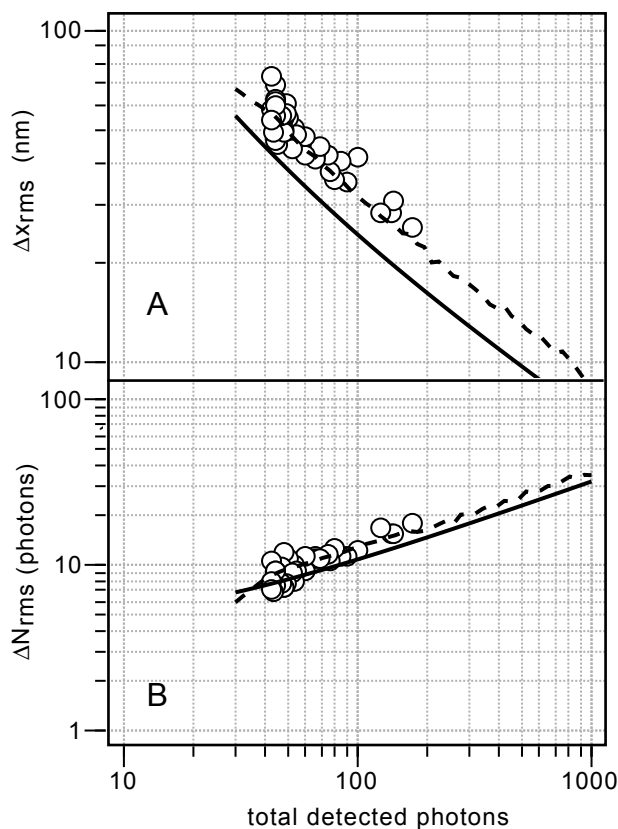 100
Δxrms (nm)
A
10
100
ΔNrms (photons)
10
B
1
10 100 1000
total detected photons